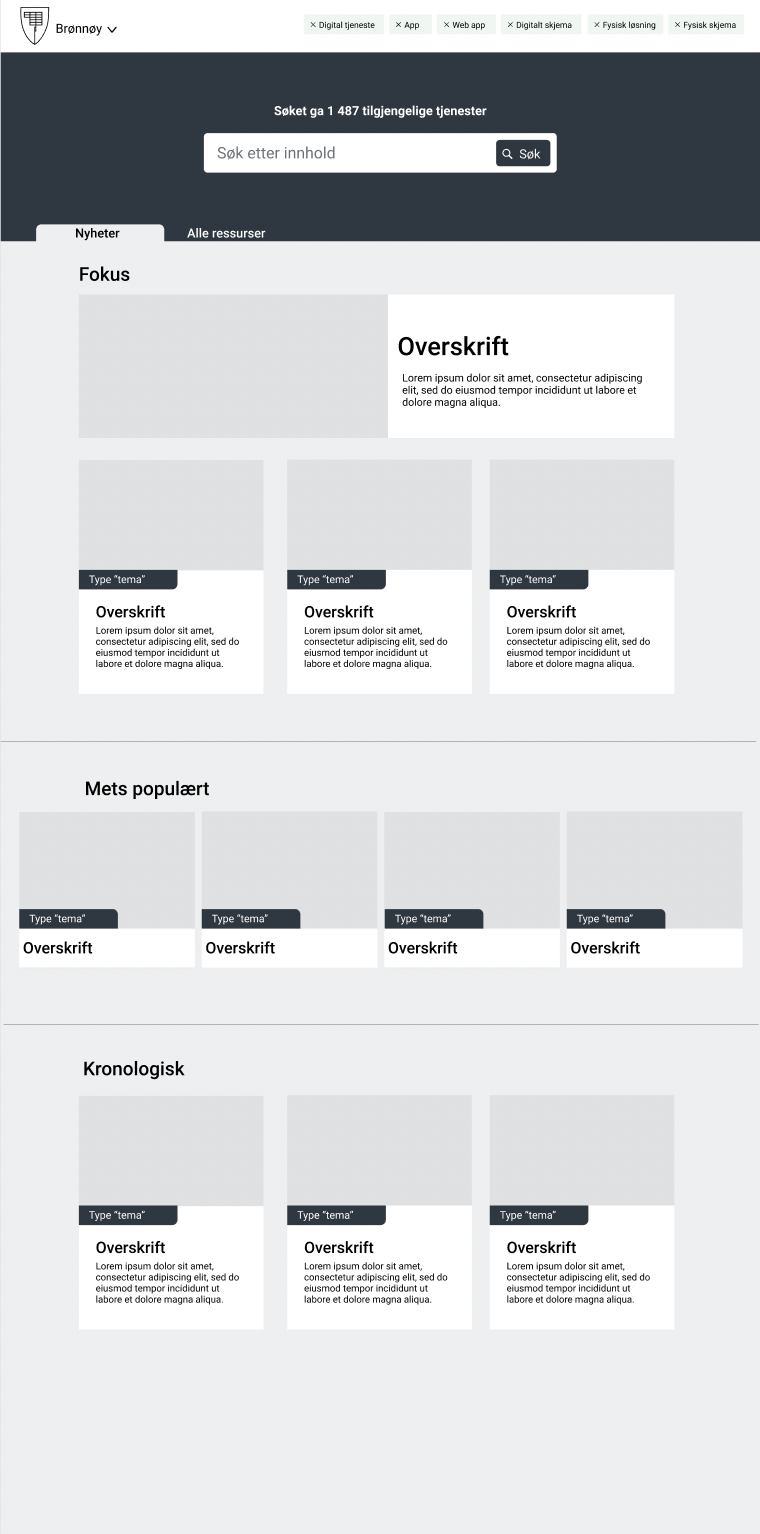 Brønnøy
× Digital tjeneste
× App
× Web app
× Digitalt skjema
× Fysisk løsning
× Fysisk skjema
Søket ga 1 487 tilgjengelige tjenester
Søk etter innhold
Søk
Nyheter
Alle ressurser
Fokus
Overskrift
Lorem ipsum dolor sit amet, consectetur adipiscing
elit, sed do eiusmod tempor incididunt ut labore et
dolore magna aliqua.
Type “tema”
Overskrift
Lorem ipsum dolor sit amet,
consectetur adipiscing elit, sed do
eiusmod tempor incididunt ut
labore et dolore magna aliqua.
Type “tema”
Overskrift
Lorem ipsum dolor sit amet,
consectetur adipiscing elit, sed do
eiusmod tempor incididunt ut
labore et dolore magna aliqua.
Type “tema”
Overskrift
Lorem ipsum dolor sit amet,
consectetur adipiscing elit, sed do
eiusmod tempor incididunt ut
labore et dolore magna aliqua.
Mets populært
Type “tema”
Overskrift
Type “tema”
Overskrift
Type “tema”
Overskrift
Type “tema”
Overskrift
Kronologisk
Type “tema”
Overskrift
Lorem ipsum dolor sit amet,
consectetur adipiscing elit, sed do
eiusmod tempor incididunt ut
labore et dolore magna aliqua.
Type “tema”
Overskrift
Lorem ipsum dolor sit amet,
consectetur adipiscing elit, sed do
eiusmod tempor incididunt ut
labore et dolore magna aliqua.
Type “tema”
Overskrift
Lorem ipsum dolor sit amet,
consectetur adipiscing elit, sed do
eiusmod tempor incididunt ut
labore et dolore magna aliqua.